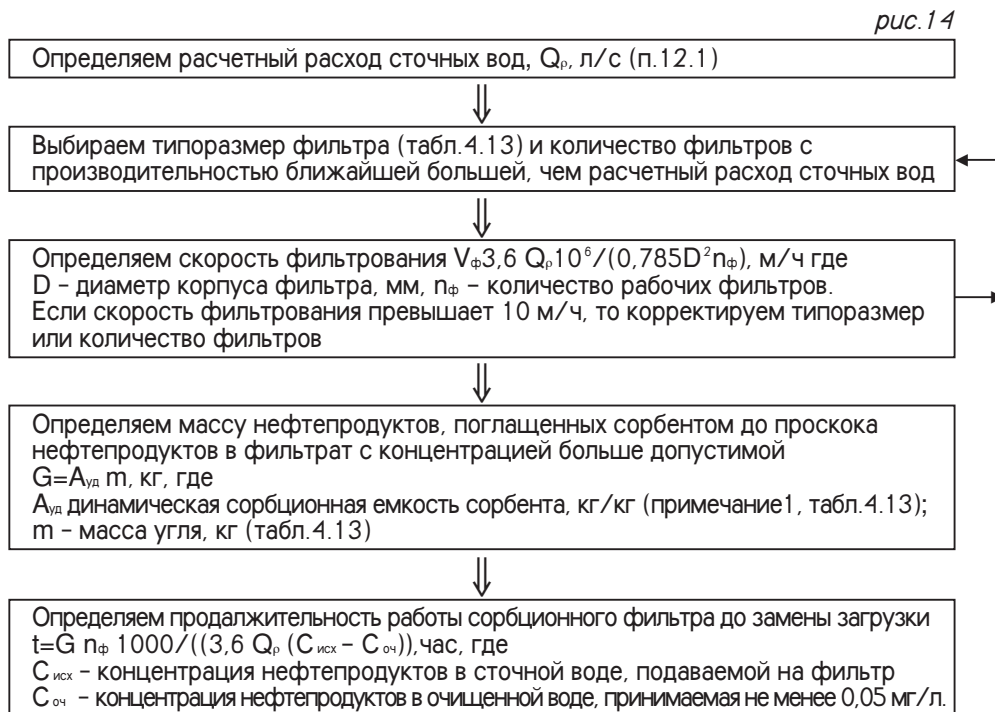 рис.14
Определяем расчетный расход сточных вод, Qₚ, л/с (п.12.1)
Выбираем типоразмер фильтра (табл.4.13) и количество фильтров с
производительностью ближайшей большей, чем расчетный расход сточных вод
Определяем скорость фильтрования Vф3,6 Qₚ10⁶/(0,785D²nф), м/ч где
D – диаметр корпуса фильтра, мм, nф – количество рабочих фильтров.
Если скорость фильтрования превышает 10 м/ч, то корректируем типоразмер
или количество фильтров
Определяем массу нефтепродуктов, поглащенных сорбентом до проскока
нефтепродуктов в фильтрат с концентрацией больше допустимой
G=Aуд m, кг, где
Aуд динамическая сорбционная емкость сорбента, кг/кг (примечание1, табл.4.13);
m – масса угля, кг (табл.4.13)
Определяем продалжительность работы сорбционного фильтра до замены загрузки
t=G nф 1000/((3,6 Qₚ (Cисх – Cоч)),час, где
Cисх – концентрация нефтепродуктов в сточной воде, подаваемой на фильтр
Cоч – концентрация нефтепродуктов в очищенной воде, принимаемая не менее 0,05 мг/л.